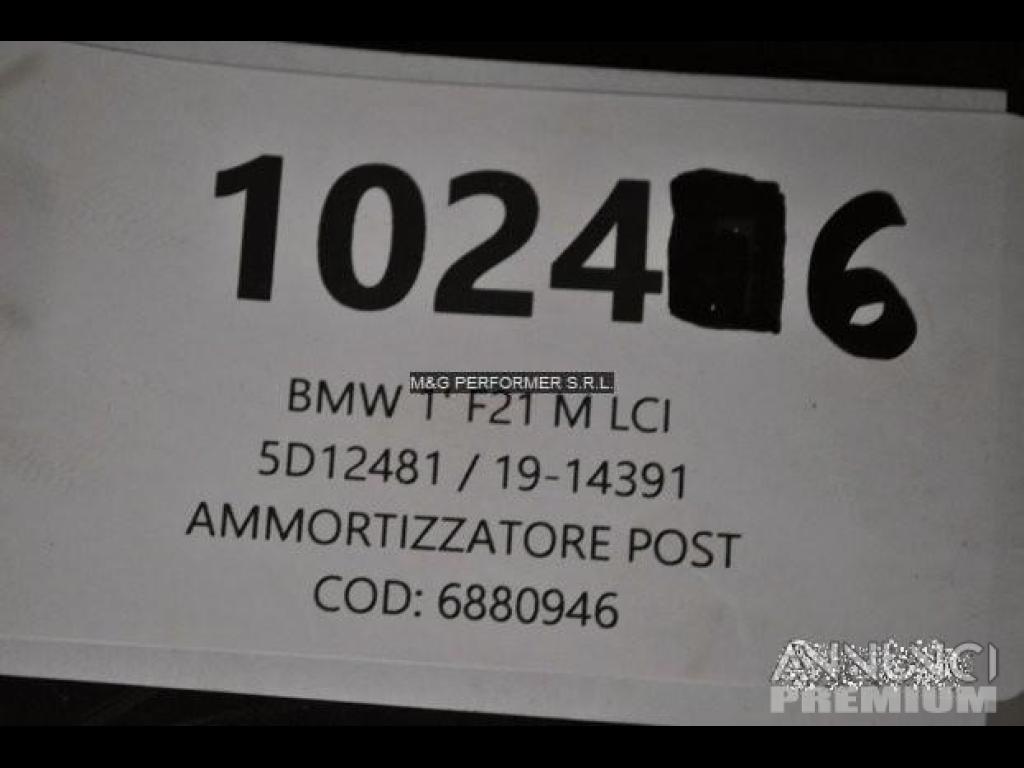 1024 6
M&G PERFORMER S.R.L.
BMW 1' F21 M LCI
5D12481 / 19-14391
AMMORTIZZATORE POST
COD: 6880946
ANNUNCI
PREMIUM